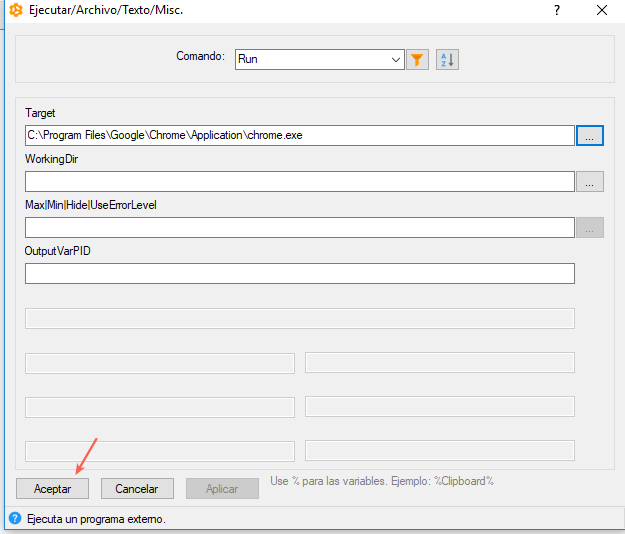 Ejecutar/Archivo/Texto/Misc.
?
Comando: Run
A Z
Target
C:\Program Files\Google\Chrome\Application\chrome.exe
...
WorkingDir
...
Max|Min|Hide|UseErrorLevel
...
OutputVarPID
Aceptar Cancelar Aplicar Use % para las variables. Ejemplo: %Clipboard%
? Ejecuta un programa externo.